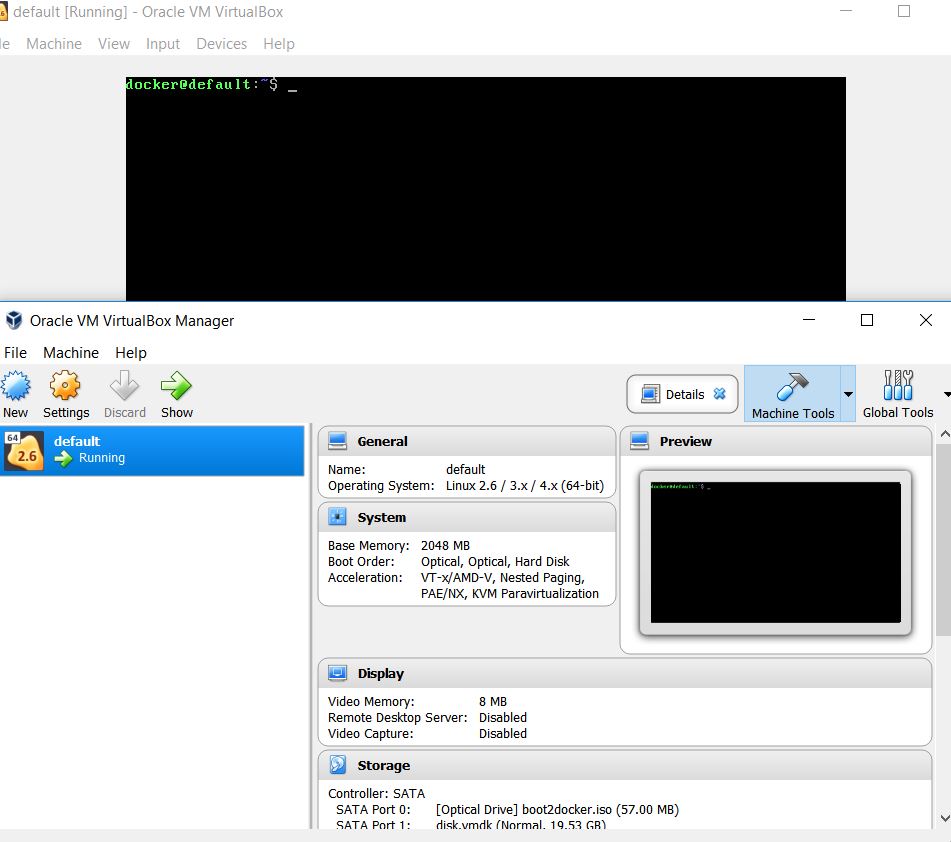 default [Running] - Oracle VM VirtualBox
Machine View Input Devices Help
docker@default:~$ _
Oracle VM VirtualBox Manager
File Machine Help
New Settings Discard Show
Details
Machine Tools
Global Tools
64
2.6
default
Running
General
Name: default
Operating System: Linux 2.6 / 3.x / 4.x (64-bit)
System
Base Memory: 2048 MB
Boot Order: Optical, Optical, Hard Disk
Acceleration: VT-x/AMD-V, Nested Paging,
PAE/NX, KVM Paravirtualization
Preview
docker@default:~$ _
Display
Video Memory: 8 MB
Remote Desktop Server: Disabled
Video Capture: Disabled
Storage
Controller: SATA
SATA Port 0: [Optical Drive] boot2docker.iso (57.00 MB)
SATA Port 1: disk.vmdk (Normal, 19.53 GB)